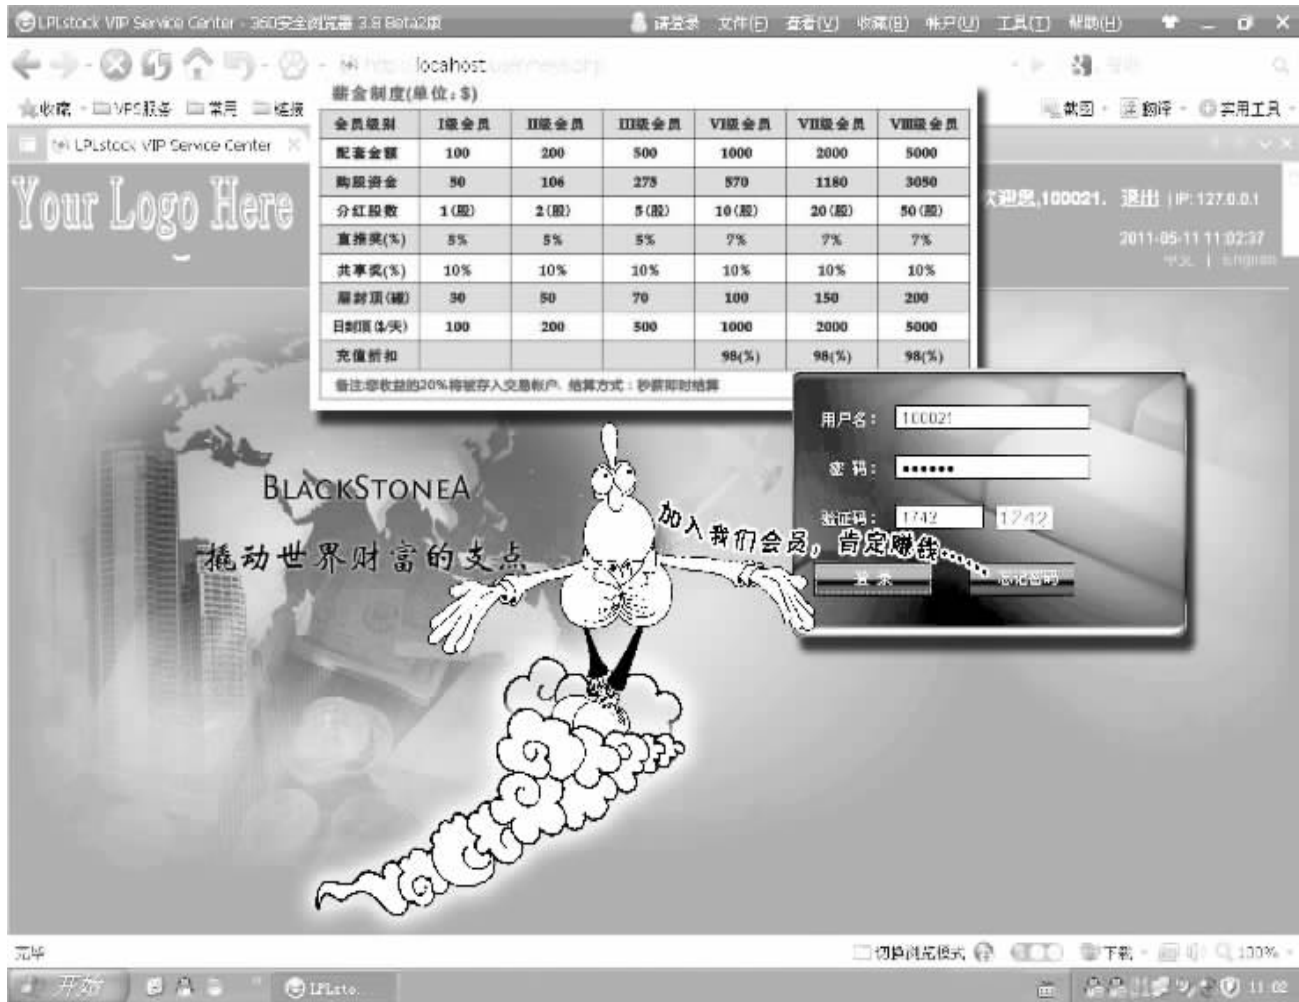 LPLstock VIP Service Center - 360安全浏览器 3.8 Beta2版 请登录 文件(F) 查看(V) 收藏(B) 帐户(U) 工具(T) 帮助(H)
locahost
收藏 VPS服务 常用 链接 截图 翻译 实用工具
LPLstock VIP Service Center
薪金制度(单位:$)
会员级别 I级会员 II级会员 III级会员 VI级会员 VII级会员 VIII级会员
配套金额 100 200 500 1000 2000 5000
购股资金 50 106 275 570 1180 3050
分红股数 1(股) 2(股) 5(股) 10(股) 20(股) 50(股)
直推奖(%) 5% 5% 5% 7% 7% 7%
共享奖(%) 10% 10% 10% 10% 10% 10%
层封顶(碰) 30 50 70 100 150 200
日封顶($/天) 100 200 500 1000 2000 5000
充值折扣 98(%) 98(%) 98(%)
备注:您收益的20%将被存入交易帐户、结算方式:秒薪即时结算
Your Logo Here
欢迎您,100021. 退出 | IP: 127.0.0.1
2011-05-11 11:02:37
中文 | English
用户名: 100021
密 码: ••••••
验证码: 1742 1742
登 录 忘记密码
BLACKSTONEA
撬动世界财富的支点
加入我们会员,肯定赚钱……
完毕 切换浏览模式 下载 100%
开始 LPLsto... 11:02